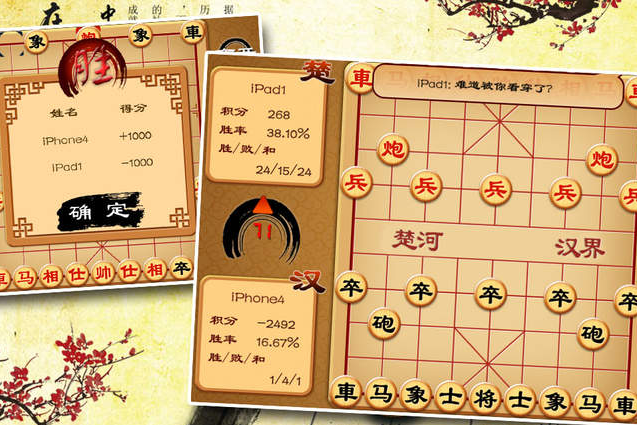 在 中
成 历 据
象 炮 象 車
胜
姓名 得分
iPhone4 +1000
iPad1 -1000
确 定
马 相 仕 帅 仕 相 卒
楚
iPad1
积分 268
胜率 38.10%
胜/败/和
24/15/24
11
汉
iPhone4
积分 -2492
胜率 16.67%
胜/败/和
1/4/1
車
iPad1: 难道被你看穿了?
炮 炮
兵 兵 兵 兵 兵
楚河 汉界
卒 卒 卒 卒 卒
砲 砲
車 马 象 士 将 士 象 马 車